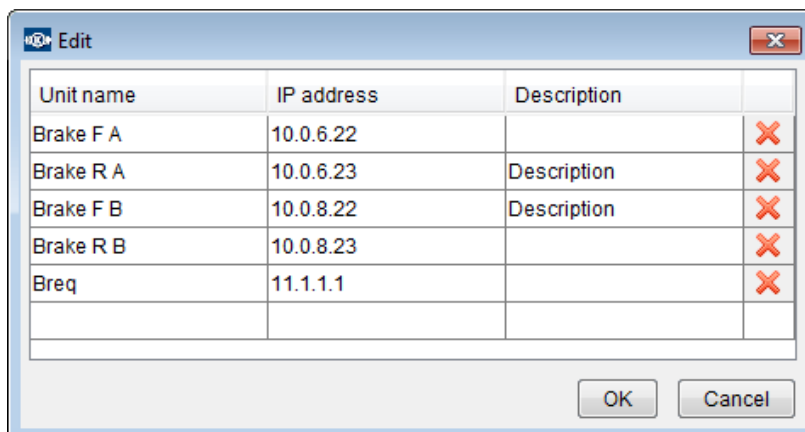 Edit
Unit name IP address Description
Brake F A 10.0.6.22
Brake R A 10.0.6.23 Description
Brake F B 10.0.8.22 Description
Brake R B 10.0.8.23
Breq 11.1.1.1
OK Cancel